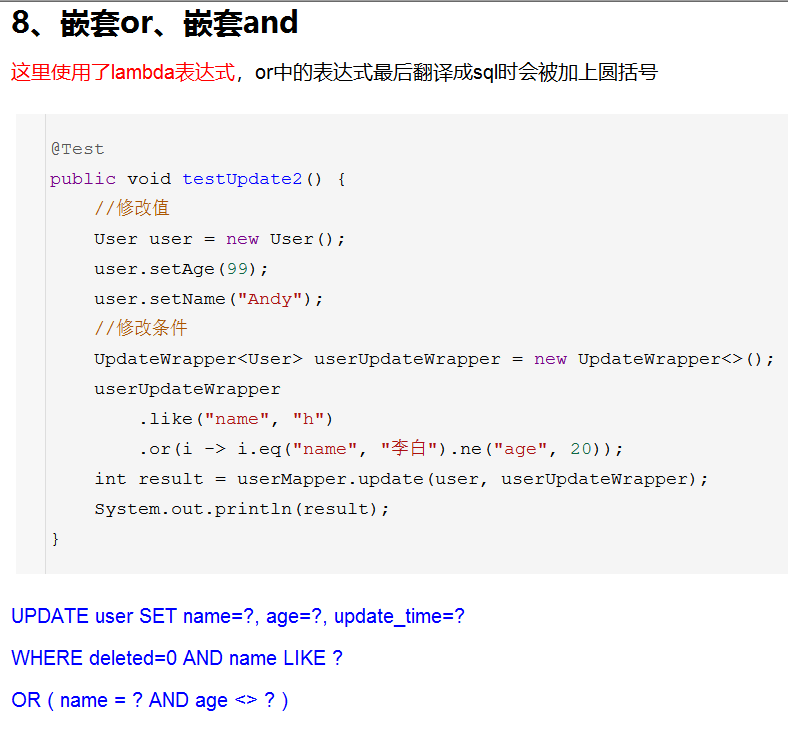 8、嵌套or、嵌套and
这里使用了lambda表达式，or中的表达式最后翻译成sql时会被加上圆括号
@Test
public void testUpdate2() {
    //修改值
    User user = new User();
    user.setAge(99);
    user.setName("Andy");
    //修改条件
    UpdateWrapper<User> userUpdateWrapper = new UpdateWrapper<>();
    userUpdateWrapper
        .like("name", "h")
        .or(i -> i.eq("name", "李白").ne("age", 20));
    int result = userMapper.update(user, userUpdateWrapper);
    System.out.println(result);
}
UPDATE user SET name=?, age=?, update_time=?
WHERE deleted=0 AND name LIKE ?
OR ( name = ? AND age <> ? )